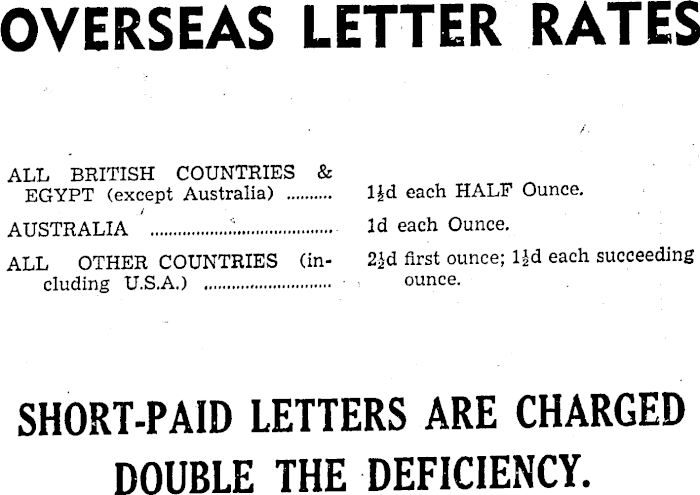 OVERSEAS LETTER RATES
ALL BRITISH COUNTRIES &
EGYPT (except Australia) .......... 1½d each HALF Ounce.
AUSTRALIA ........................................ 1d each Ounce.
ALL OTHER COUNTRIES (in- 2½d first ounce; 1½d each succeeding
cluding U.S.A.) ............................ ounce.
SHORT-PAID LETTERS ARE CHARGED
DOUBLE THE DEFICIENCY.